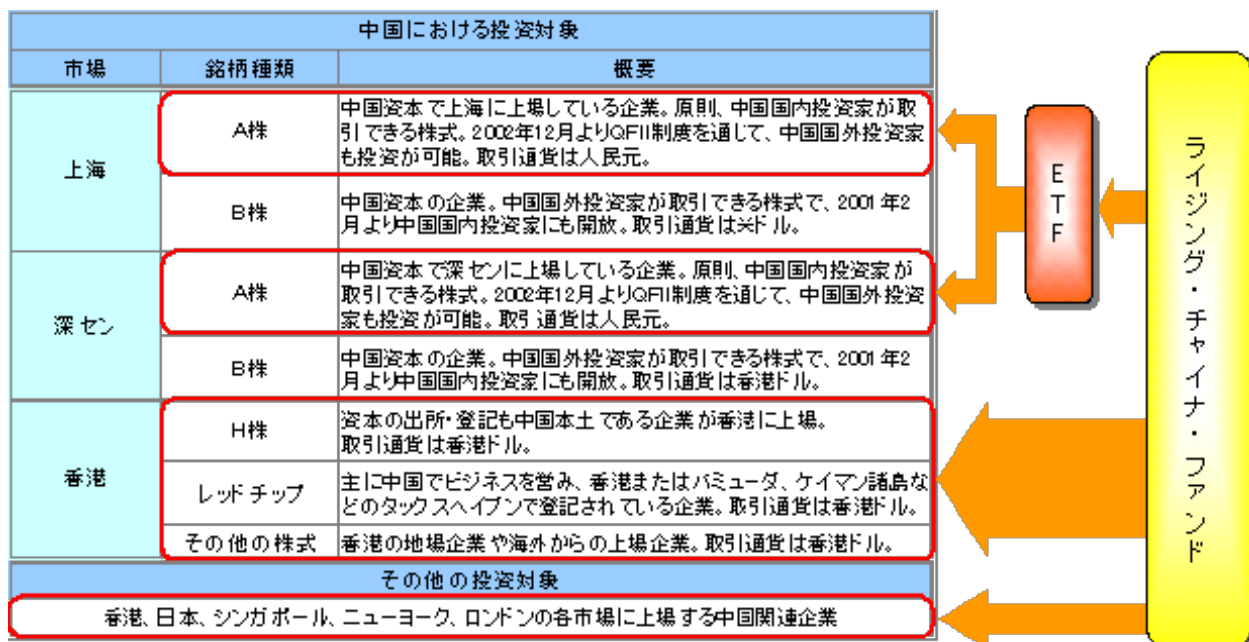 中国における投資対象
市場 銘柄種類 概要
上海
A株
中国資本で上海に上場している企業。原則、中国国内投資家が取
引できる株式。2002年12月よりQFII制度を通じて、中国国外投資家
も投資が可能。取引通貨は人民元。
B株
中国資本の企業。中国国外投資家が取引できる株式で、2001年2
月より中国国内投資家にも開放。取引通貨は米ドル。
深セン
A株
中国資本で深センに上場している企業。原則、中国国内投資家が
取引できる株式。2002年12月よりQFII制度を通じて、中国国外投資
家も投資が可能。取引通貨は人民元。
B株
中国資本の企業。中国国外投資家が取引できる株式で、2001年2
月より中国国内投資家にも開放。取引通貨は香港ドル。
香港
H株
資本の出所・登記も中国本土である企業が香港に上場。
取引通貨は香港ドル。
レッドチップ
主に中国でビジネスを営み、香港またはバミューダ、ケイマン諸島な
どのタックスヘイブンで登記されている企業。取引通貨は香港ドル。
その他の株式
香港の地場企業や海外からの上場企業。取引通貨は香港ドル。
その他の投資対象
香港、日本、シンガポール、ニューヨーク、ロンドンの各市場に上場する中国関連企業
ETF
ライジング・チャイナ・ファンド